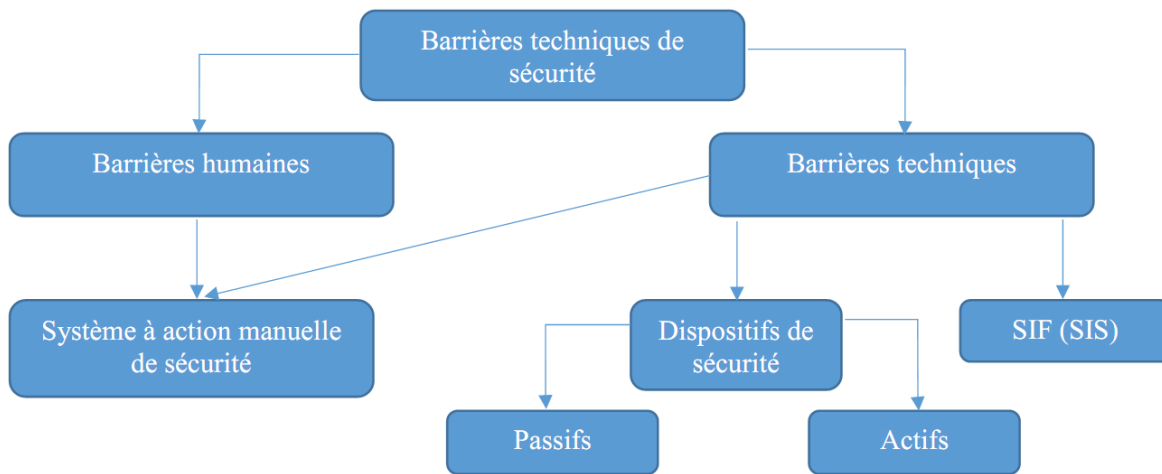 Barrières techniques de
sécurité
Barrières humaines
Barrières techniques
Système à action manuelle
de sécurité
Dispositifs de
sécurité
SIF (SIS)
Passifs
Actifs